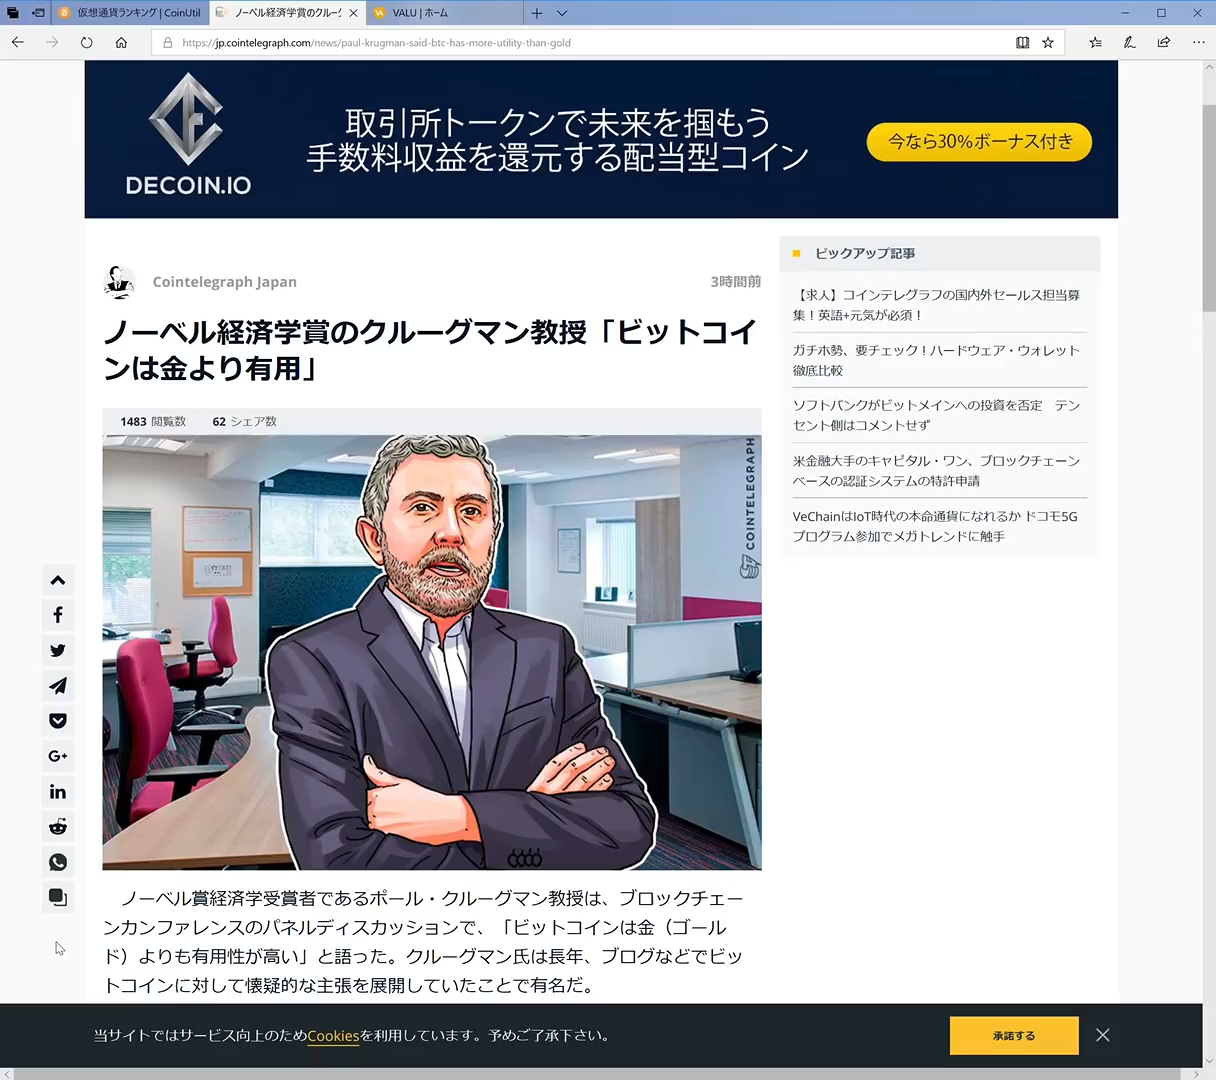 仮想通貨ランキング | CoinUtil
ノーベル経済学賞のクルーグ
VALU | ホーム
https://jp.cointelegraph.com/news/paul-krugman-said-btc-has-more-utility-than-gold
DECOIN.IO
取引所トークンで未来を掴もう
手数料収益を還元する配当型コイン
今なら30%ボーナス付き
Cointelegraph Japan
3時間前
ノーベル経済学賞のクルーグマン教授「ビットコイ
ンは金より有用」
1483 閲覧数 62 シェア数
COINTELEGRAPH
ノーベル賞経済学受賞者であるポール・クルーグマン教授は、ブロックチェー
ンカンファレンスのパネルディスカッションで、「ビットコインは金（ゴール
ド）よりも有用性が高い」と語った。クルーグマン氏は長年、ブログなどでビッ
トコインに対して懐疑的な主張を展開していたことで有名だ。
ピックアップ記事
【求人】コインテレグラフの国内外セールス担当募
集！英語+元気が必須！
ガチホ勢、要チェック！ハードウェア・ウォレット
徹底比較
ソフトバンクがビットメインへの投資を否定　テン
セント側はコメントせず
米金融大手のキャピタル・ワン、ブロックチェーン
ベースの認証システムの特許申請
VeChainはIoT時代の本命通貨になれるか ドコモ5G
プログラム参加でメガトレンドに触手
G+
in
当サイトではサービス向上のためCookiesを利用しています。予めご了承下さい。
承諾する